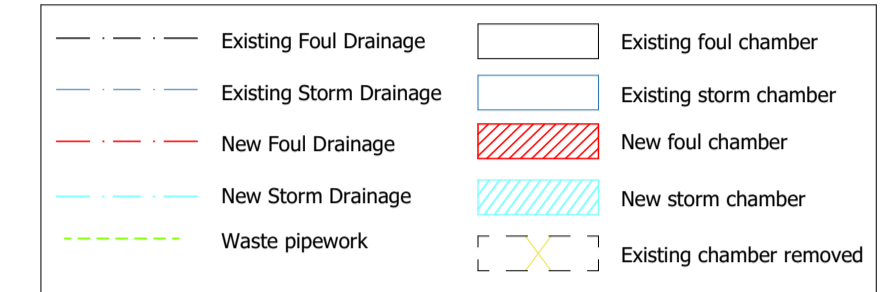 Existing Foul Drainage
Existing Storm Drainage
New Foul Drainage
New Storm Drainage
Waste pipework
Existing foul chamber
Existing storm chamber
New foul chamber
New storm chamber
Existing chamber removed